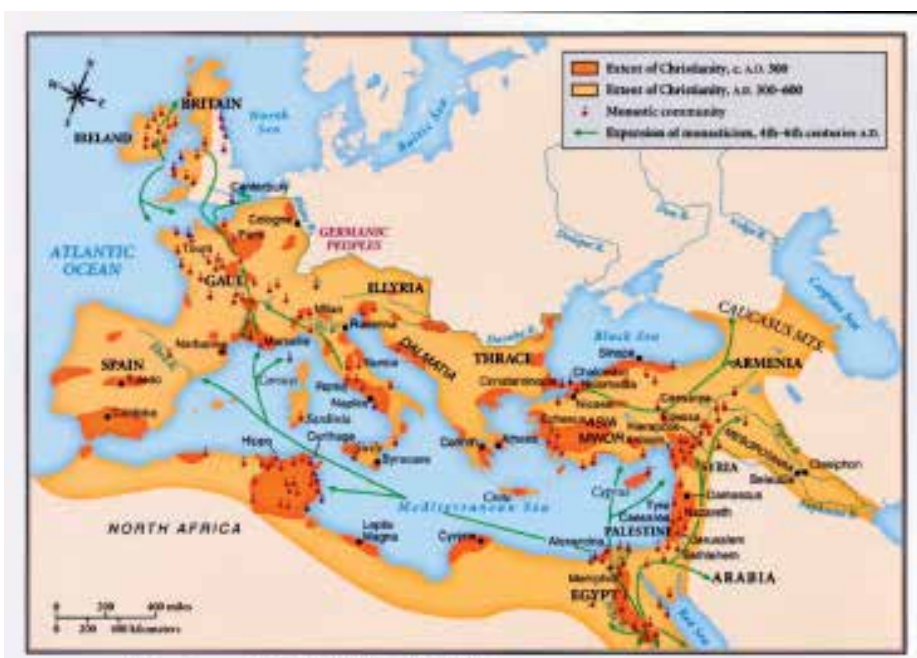 Extent of Christianity, c. A.D. 300
Extent of Christianity, A.D. 300–600
Monastic community
Expansion of monasticism, 4th–6th centuries A.D.
BRITAIN
IRELAND
North
Sea
Baltic Sea
Canterbury
Cologne
Paris
GERMANIC
PEOPLES
Dnieper R.
Don R.
Volga R.
ATLANTIC
OCEAN
Tours
GAUL
ILLYRIA
Caspian Sea
Milan
Ravenna
CAUCASUS MTS.
Danube R.
Black Sea
Narbonne
Marseille
DALMATIA
THRACE
Sinope
ARMENIA
SPAIN
Corsica
Rome
Constantinople
Chalcedon
Nicomedia
Toledo
Naples
Nicaea
Caesarea
Edessa
Sardinia
Ephesus
ASIA
MINOR
Cordoba
Hippo
Carthage
Sicily
Corinth
Athens
MESOPOTAMIA
Syracuse
SYRIA
Ctesiphon
Seleucia
Crete
Cyprus
Damascus
Mediterranean Sea
Tyre
Nazareth
NORTH AFRICA
Caesarea
PALESTINE
Leptis
Magna
Cyrene
Alexandria
Jerusalem
Bethlehem
Memphis
ARABIA
EGYPT
Red Sea
0 200 400 miles
0 200 400 kilometers